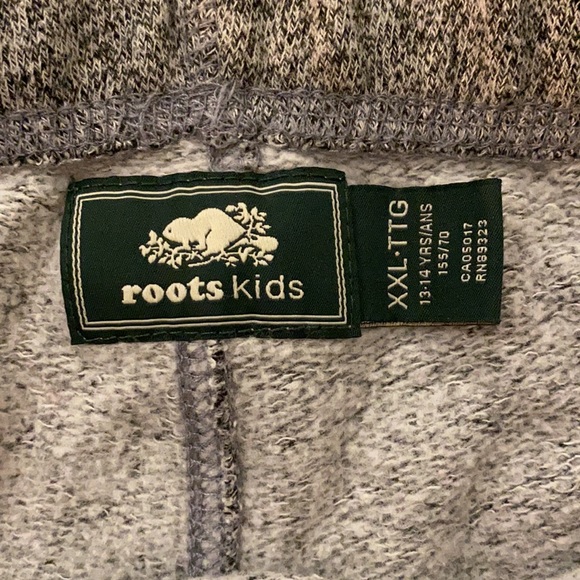 roots kids
XXL·TTG
13-14 YRS/ANS
155/70
CA05017
RN89323